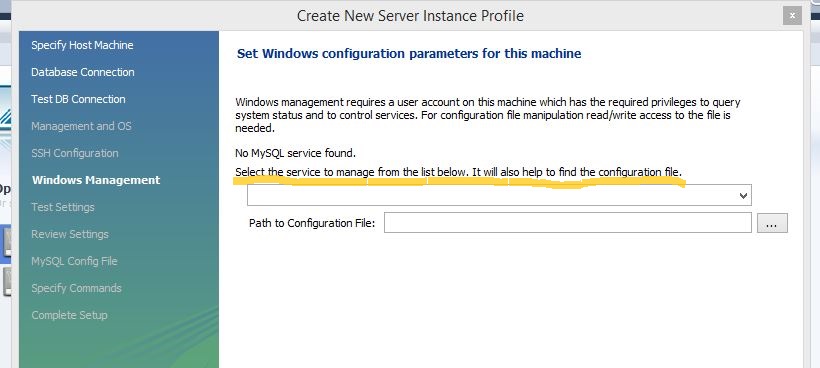 Create New Server Instance Profile
x
Specify Host Machine
Database Connection
Test DB Connection
Management and OS
SSH Configuration
Windows Management
Test Settings
Review Settings
MySQL Config File
Specify Commands
Complete Setup
Set Windows configuration parameters for this machine
Windows management requires a user account on this machine which has the required privileges to query
system status and to control services. For configuration file manipulation read/write access to the file is
needed.
No MySQL service found.
Select the service to manage from the list below. It will also help to find the configuration file.
Path to Configuration File:
...
Op